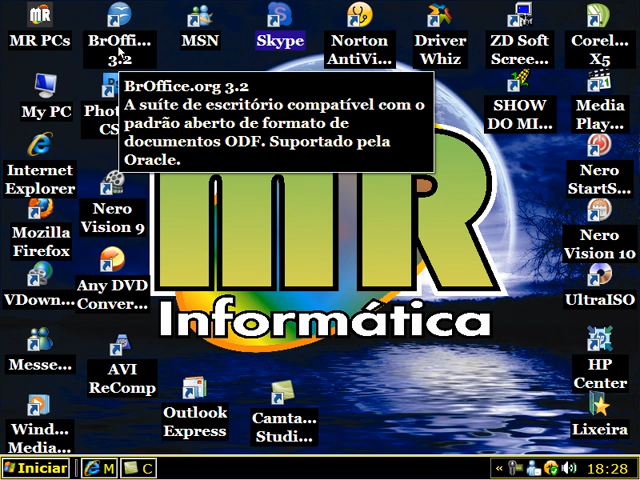 MR PCs
BrOffi...
3.2
MSN
Skype
Norton
AntiVi...
Driver
Whiz
ZD Soft
Scree...
Corel...
X5
My PC
Phot
CS
BrOffice.org 3.2
A suíte de escritório compatível com o
padrão aberto de formato de
documentos ODF. Suportado pela
Oracle.
SHOW
DO MI...
Media
Play...
Internet
Explorer
Nero
Vision 9
Nero
StartS...
Mozilla
Firefox
Nero
Vision 10
MR
Informática
VDown...
Any DVD
Conver...
UltraISO
Messe...
AVI
ReComp
HP
Center
Wind...
Media...
Outlook
Express
Camta...
Studi...
Lixeira
Iniciar
M
C
«
18:28